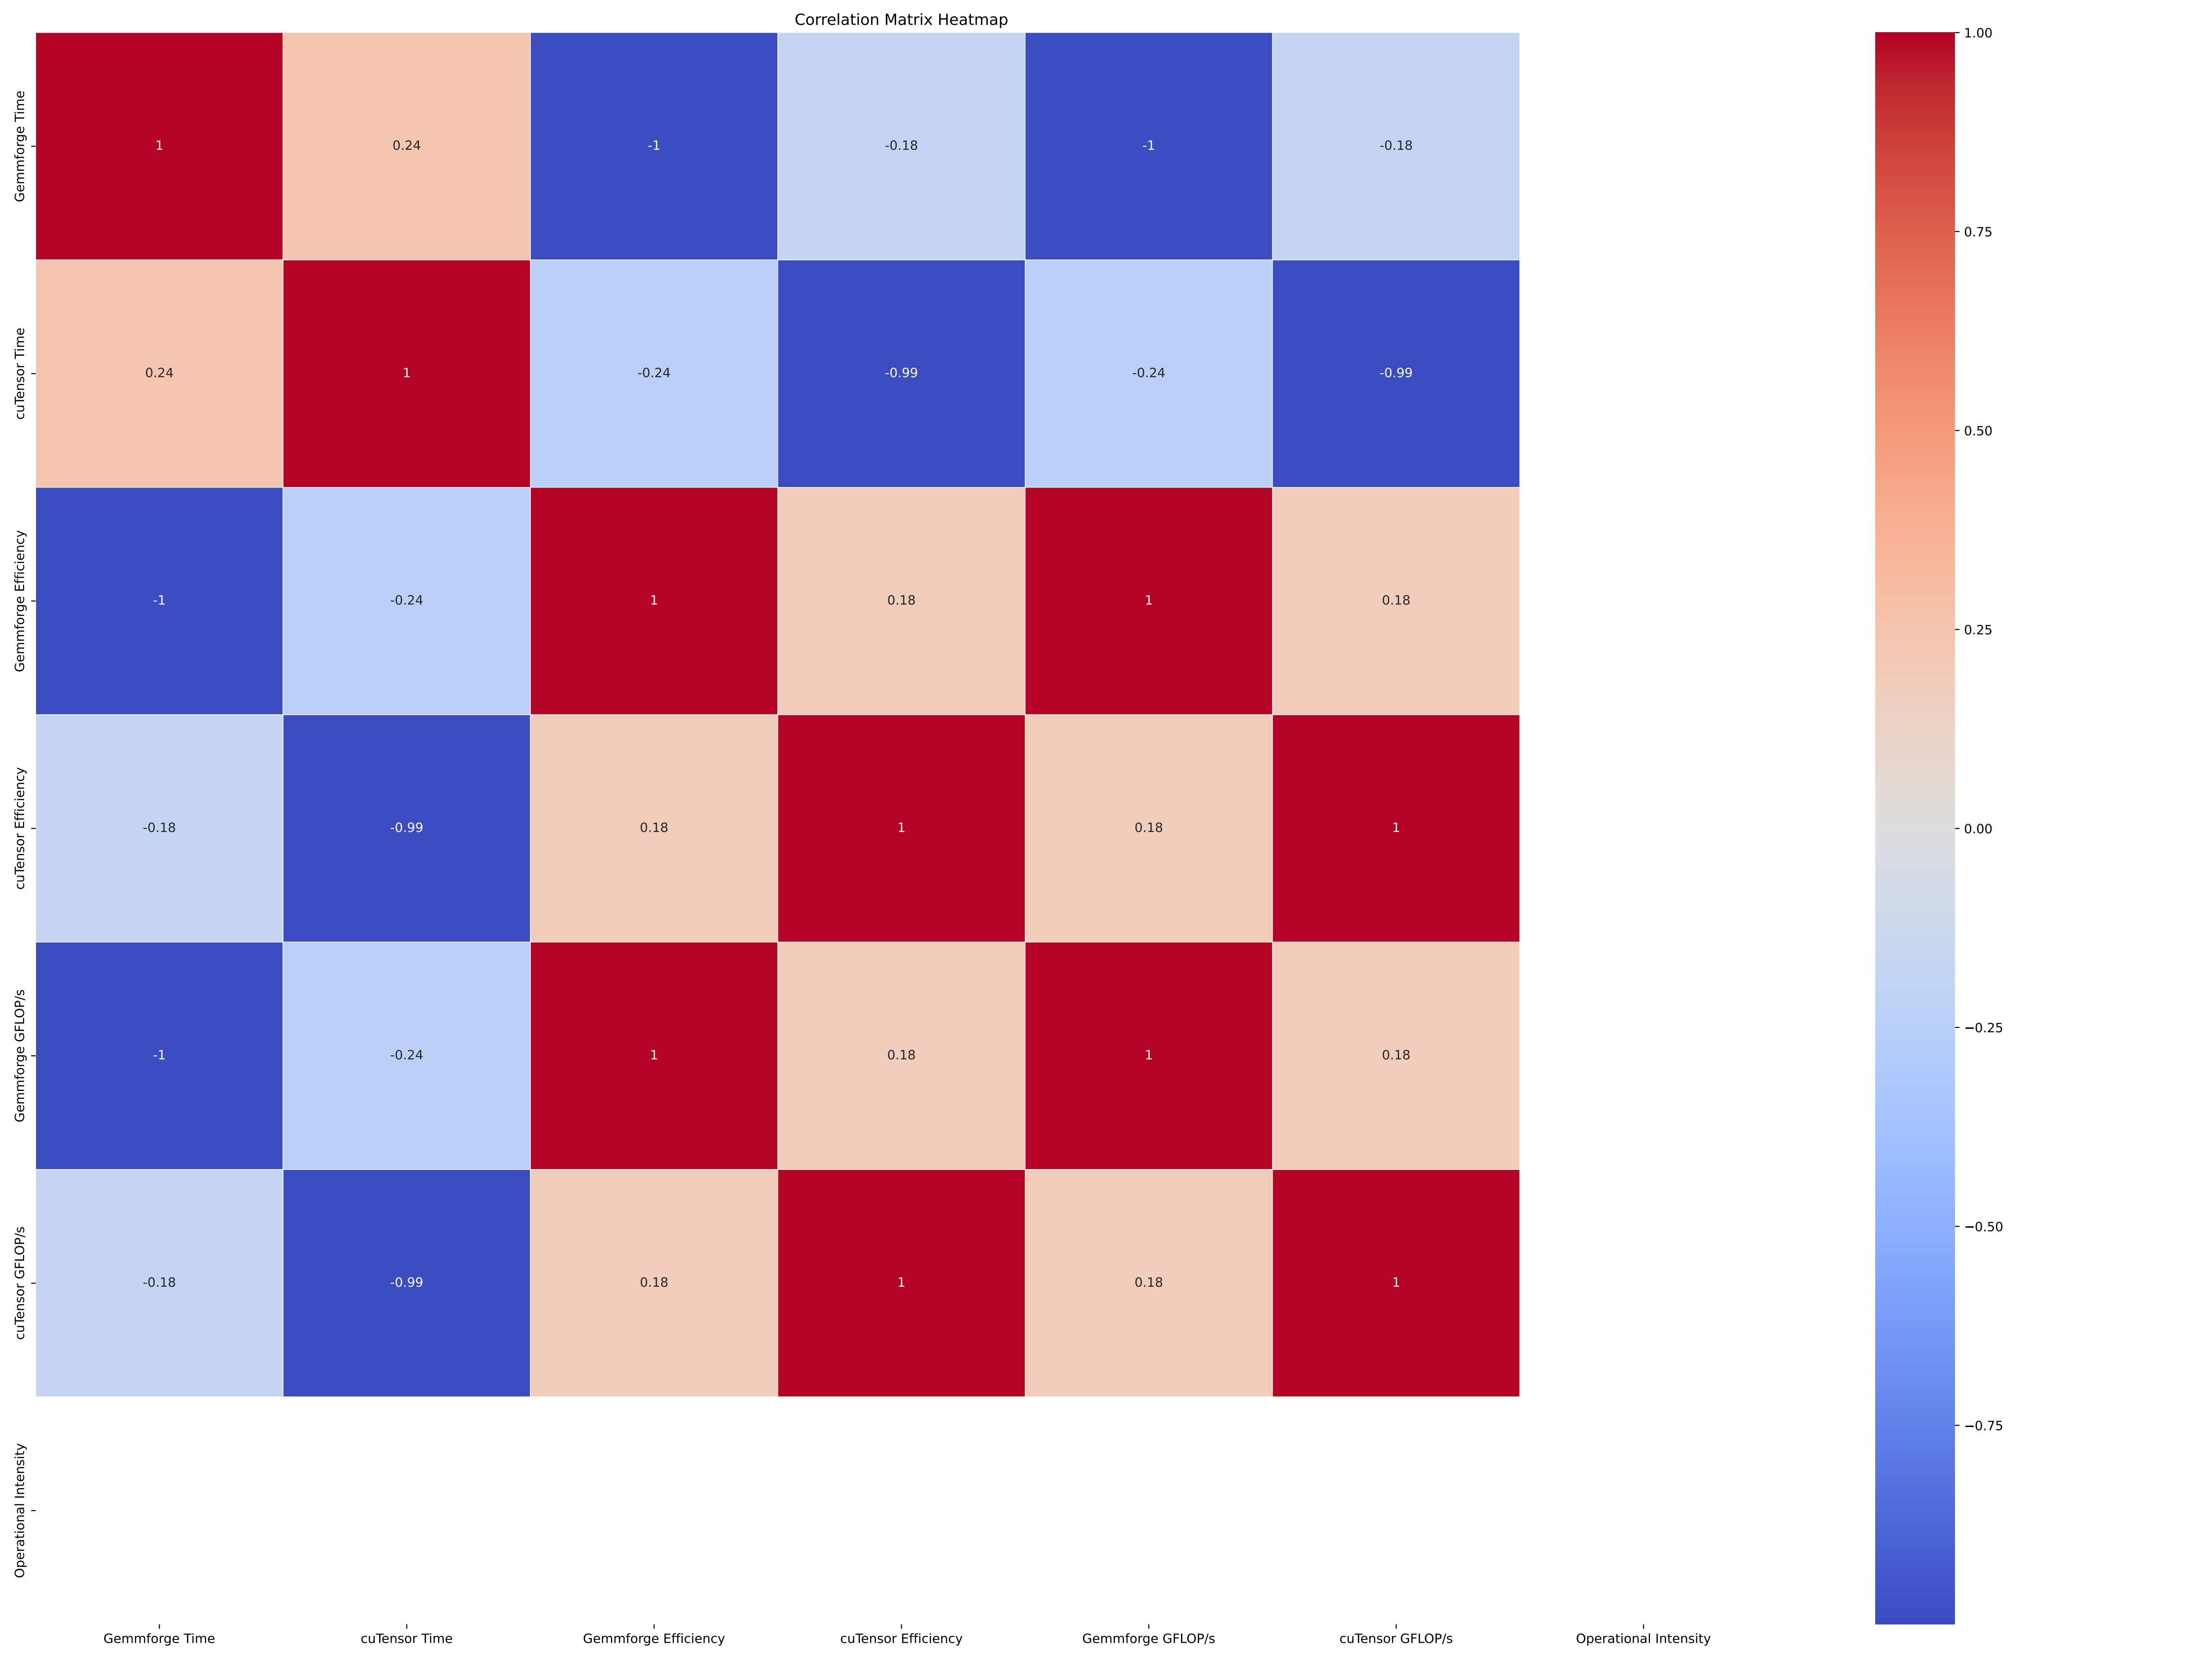 Correlation Matrix Heatmap
Gemmforge Time
1
0.24
-1
-0.18
-1
-0.18
cuTensor Time
0.24
1
-0.24
-0.99
-0.24
-0.99
Gemmforge Efficiency
-1
-0.24
1
0.18
1
0.18
cuTensor Efficiency
-0.18
-0.99
0.18
1
0.18
1
Gemmforge GFLOP/s
-1
-0.24
1
0.18
1
0.18
cuTensor GFLOP/s
-0.18
-0.99
0.18
1
0.18
1
Operational Intensity
Gemmforge Time
cuTensor Time
Gemmforge Efficiency
cuTensor Efficiency
Gemmforge GFLOP/s
cuTensor GFLOP/s
Operational Intensity
1.00
0.75
0.50
0.25
0.00
−0.25
−0.50
−0.75